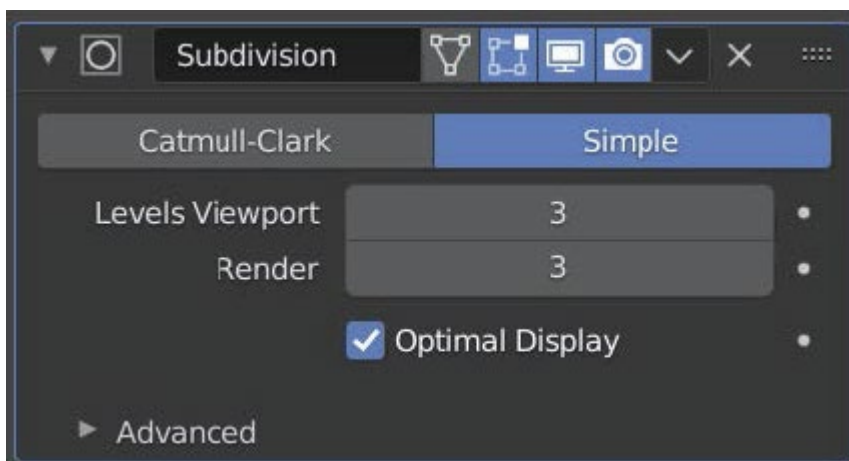 Subdivision
Catmull-Clark Simple
Levels Viewport 3
Render 3
Optimal Display
Advanced